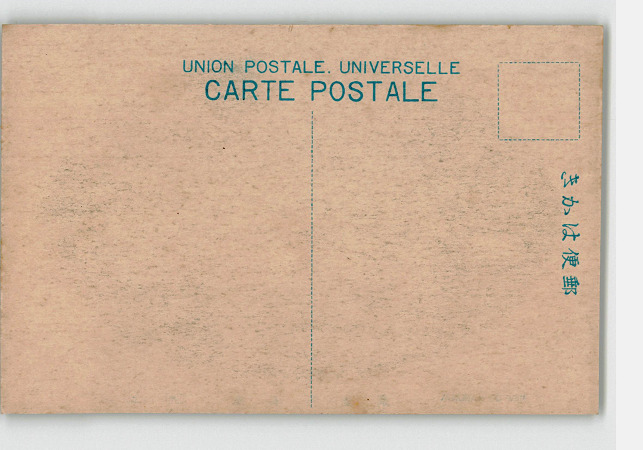 UNION POSTALE. UNIVERSELLE
CARTE POSTALE
郵便はかき